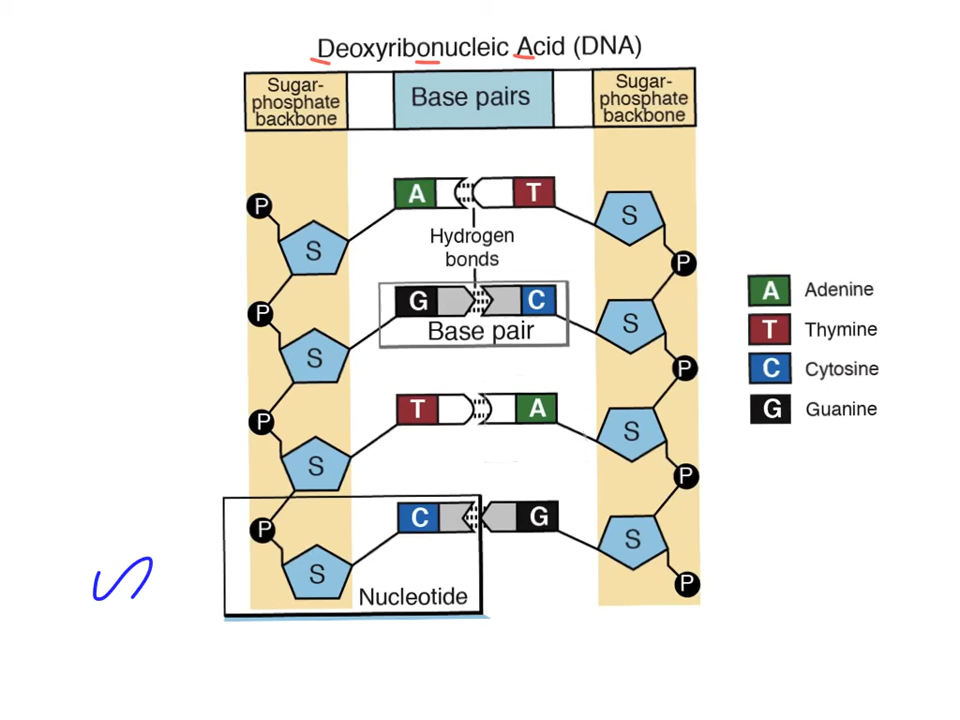 Deoxyribonucleic Acid (DNA)
Sugar-
phosphate
backbone
Base pairs
Sugar-
phosphate
backbone
A T
P S
S P
Hydrogen
bonds
G C
Base pair
P S
S P
T A
P S
S P
C G
P S
S P
Nucleotide
A Adenine
T Thymine
C Cytosine
G Guanine